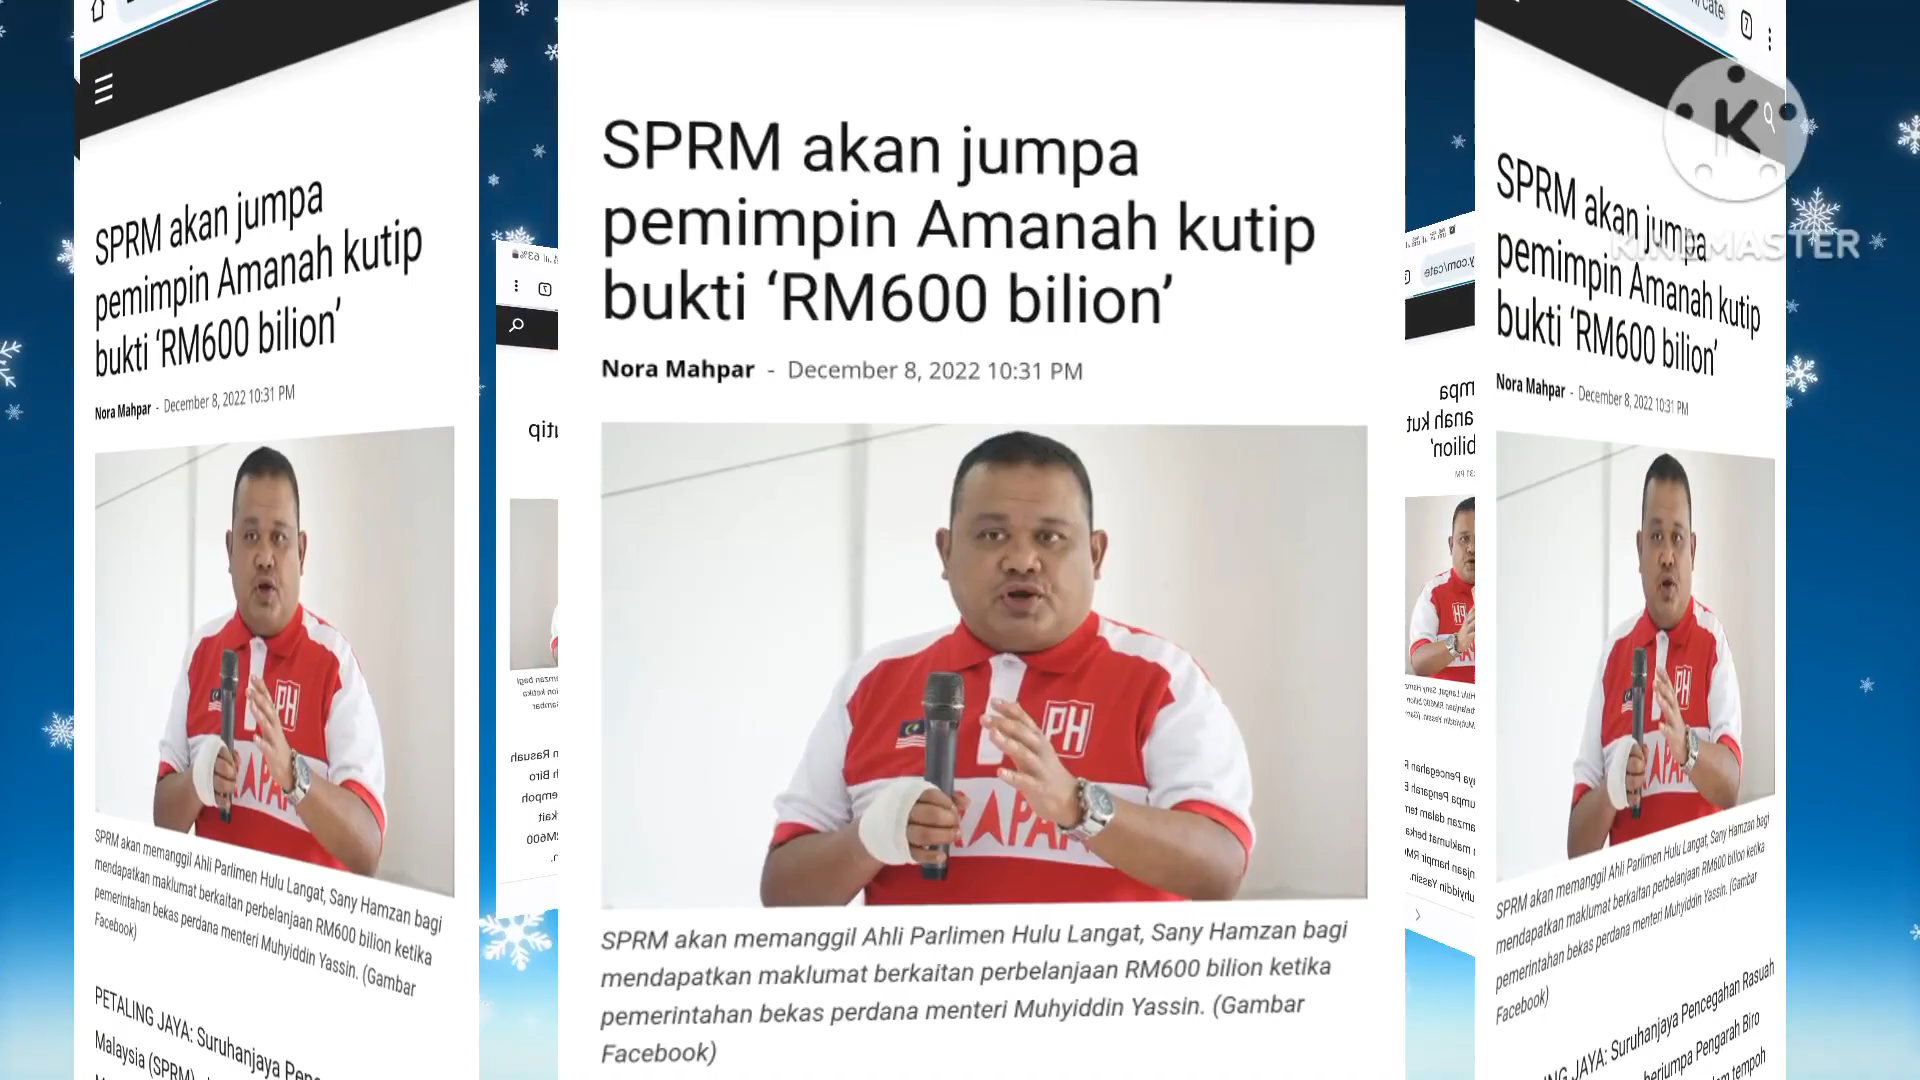 SPRM akan jumpa
pemimpin Amanah kutip
bukti ‘RM600 bilion’
Nora Mahpar - December 8, 2022 10:31 PM
PH
SPRM akan memanggil Ahli Parlimen Hulu Langat, Sany Hamzan bagi
mendapatkan maklumat berkaitan perbelanjaan RM600 bilion ketika
pemerintahan bekas perdana menteri Muhyiddin Yassin. (Gambar
Facebook)
SPRM akan jumpa
pemimpin Amanah kutip
bukti ‘RM600 bilion’
Nora Mahpar - December 8, 2022 10:31 PM
PH
SPRM akan memanggil Ahli Parlimen Hulu Langat, Sany Hamzan bagi
mendapatkan maklumat berkaitan perbelanjaan RM600 bilion ketika
pemerintahan bekas perdana menteri Muhyiddin Yassin. (Gambar
Facebook)
PETALING JAYA: Suruhanjaya
Malaysia (SPRM)
SPRM akan jumpa
pemimpin Amanah kutip
bukti ‘RM600 bilion’
Nora Mahpar - December 8, 2022 10:31 PM
PH
SPRM akan memanggil Ahli Parlimen Hulu Langat, Sany Hamzan bagi
mendapatkan maklumat berkaitan perbelanjaan RM600 bilion ketika
pemerintahan bekas perdana menteri Muhyiddin Yassin. (Gambar
Facebook)
JAYA: Suruhanjaya Pencegahan Rasuah
Pengarah Biro
tempoh
K
KINEMASTER